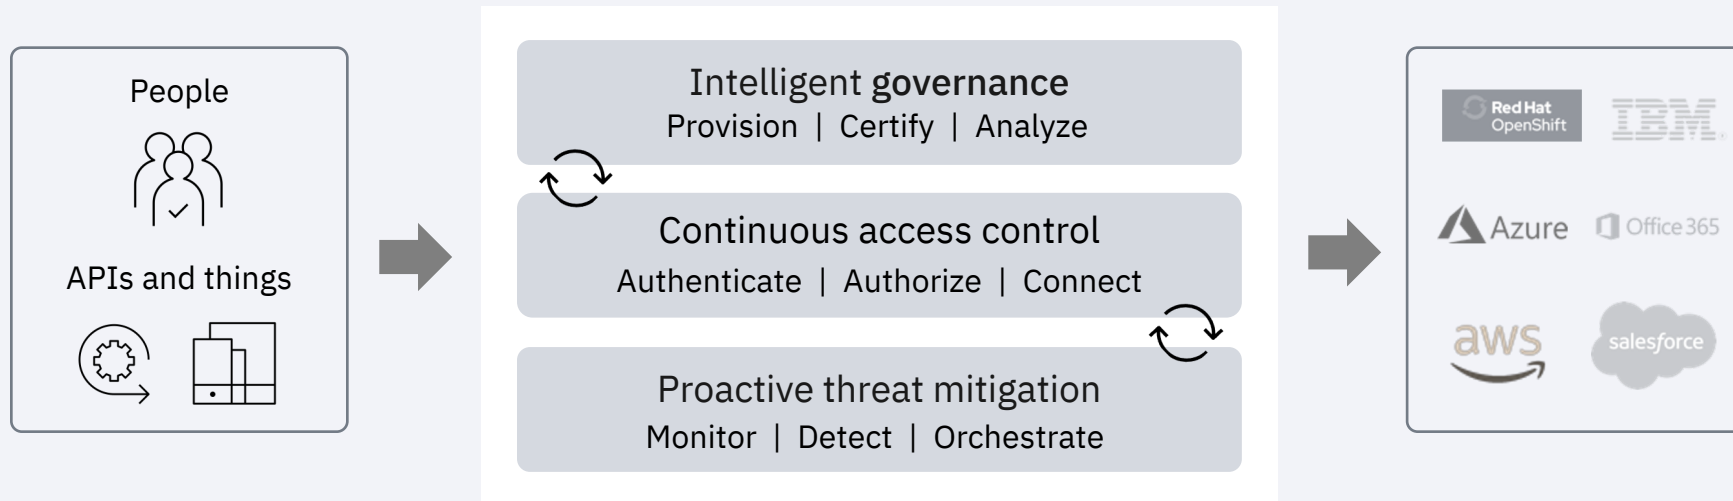 People
APIs and things
Intelligent governance
Provision | Certify | Analyze
Continuous access control
Authenticate | Authorize | Connect
Proactive threat mitigation
Monitor | Detect | Orchestrate
Red Hat
OpenShift
IBM®
Azure
Office 365
aws
salesforce